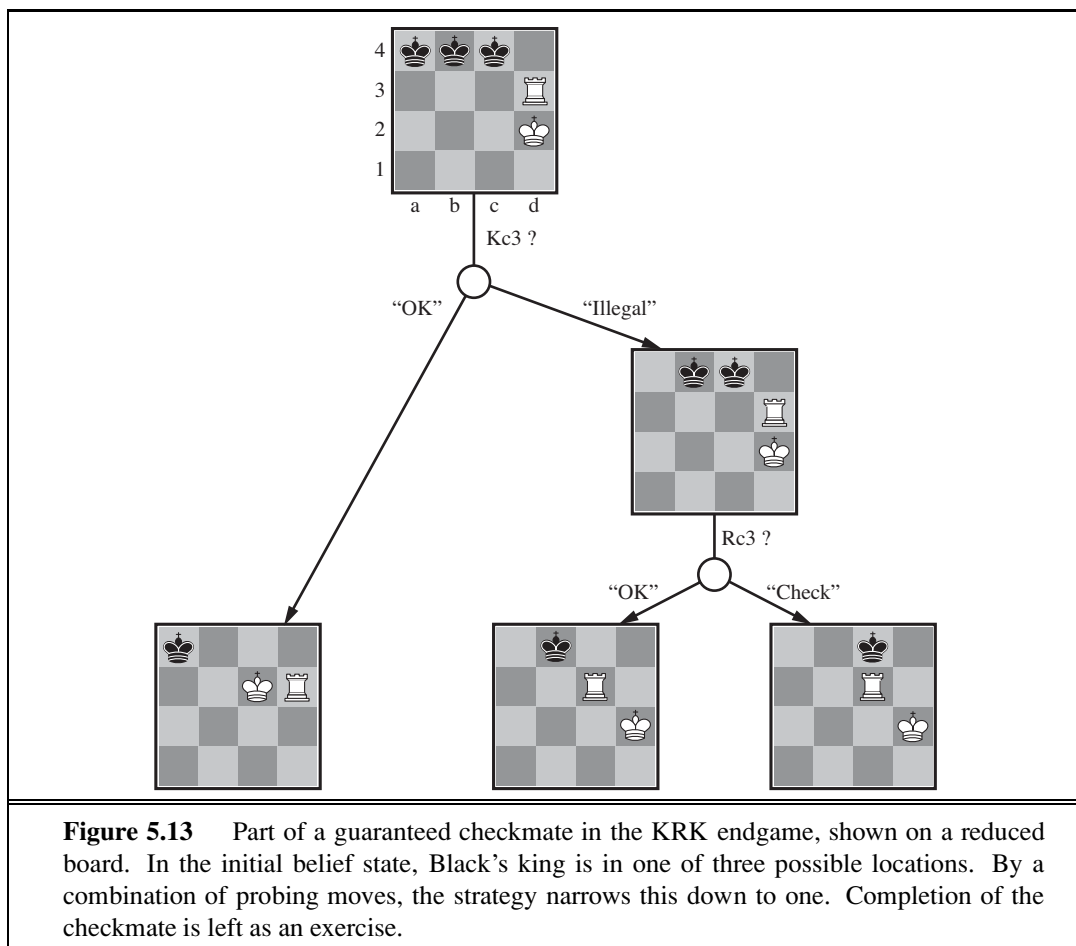 4
3
2
1
a b c d
Kc3 ?
“OK” “Illegal”
Rc3 ?
“OK” “Check”
Figure 5.13 Part of a guaranteed checkmate in the KRK endgame, shown on a reduced
board. In the initial belief state, Black’s king is in one of three possible locations. By a
combination of probing moves, the strategy narrows this down to one. Completion of the
checkmate is left as an exercise.